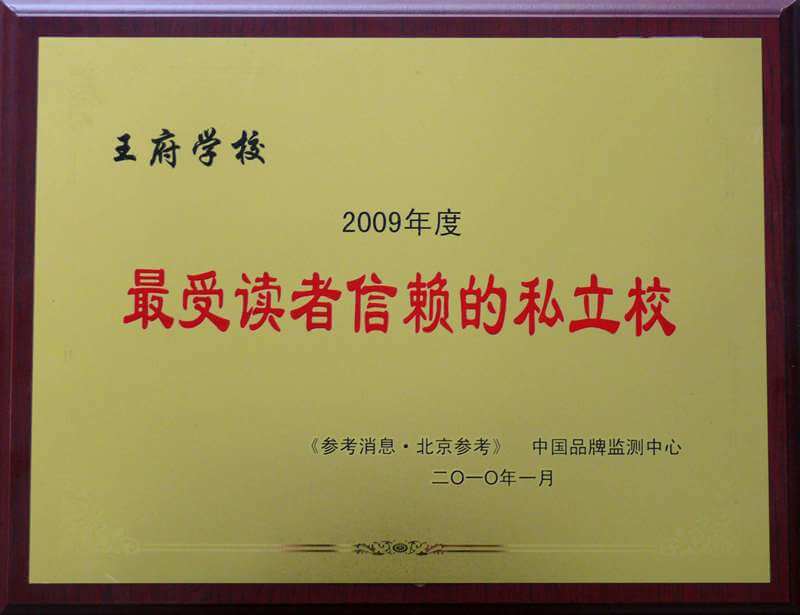 王府学校
2009年度
最受读者信赖的私立校
《参考消息·北京参考》 中国品牌监测中心
二〇一〇年一月